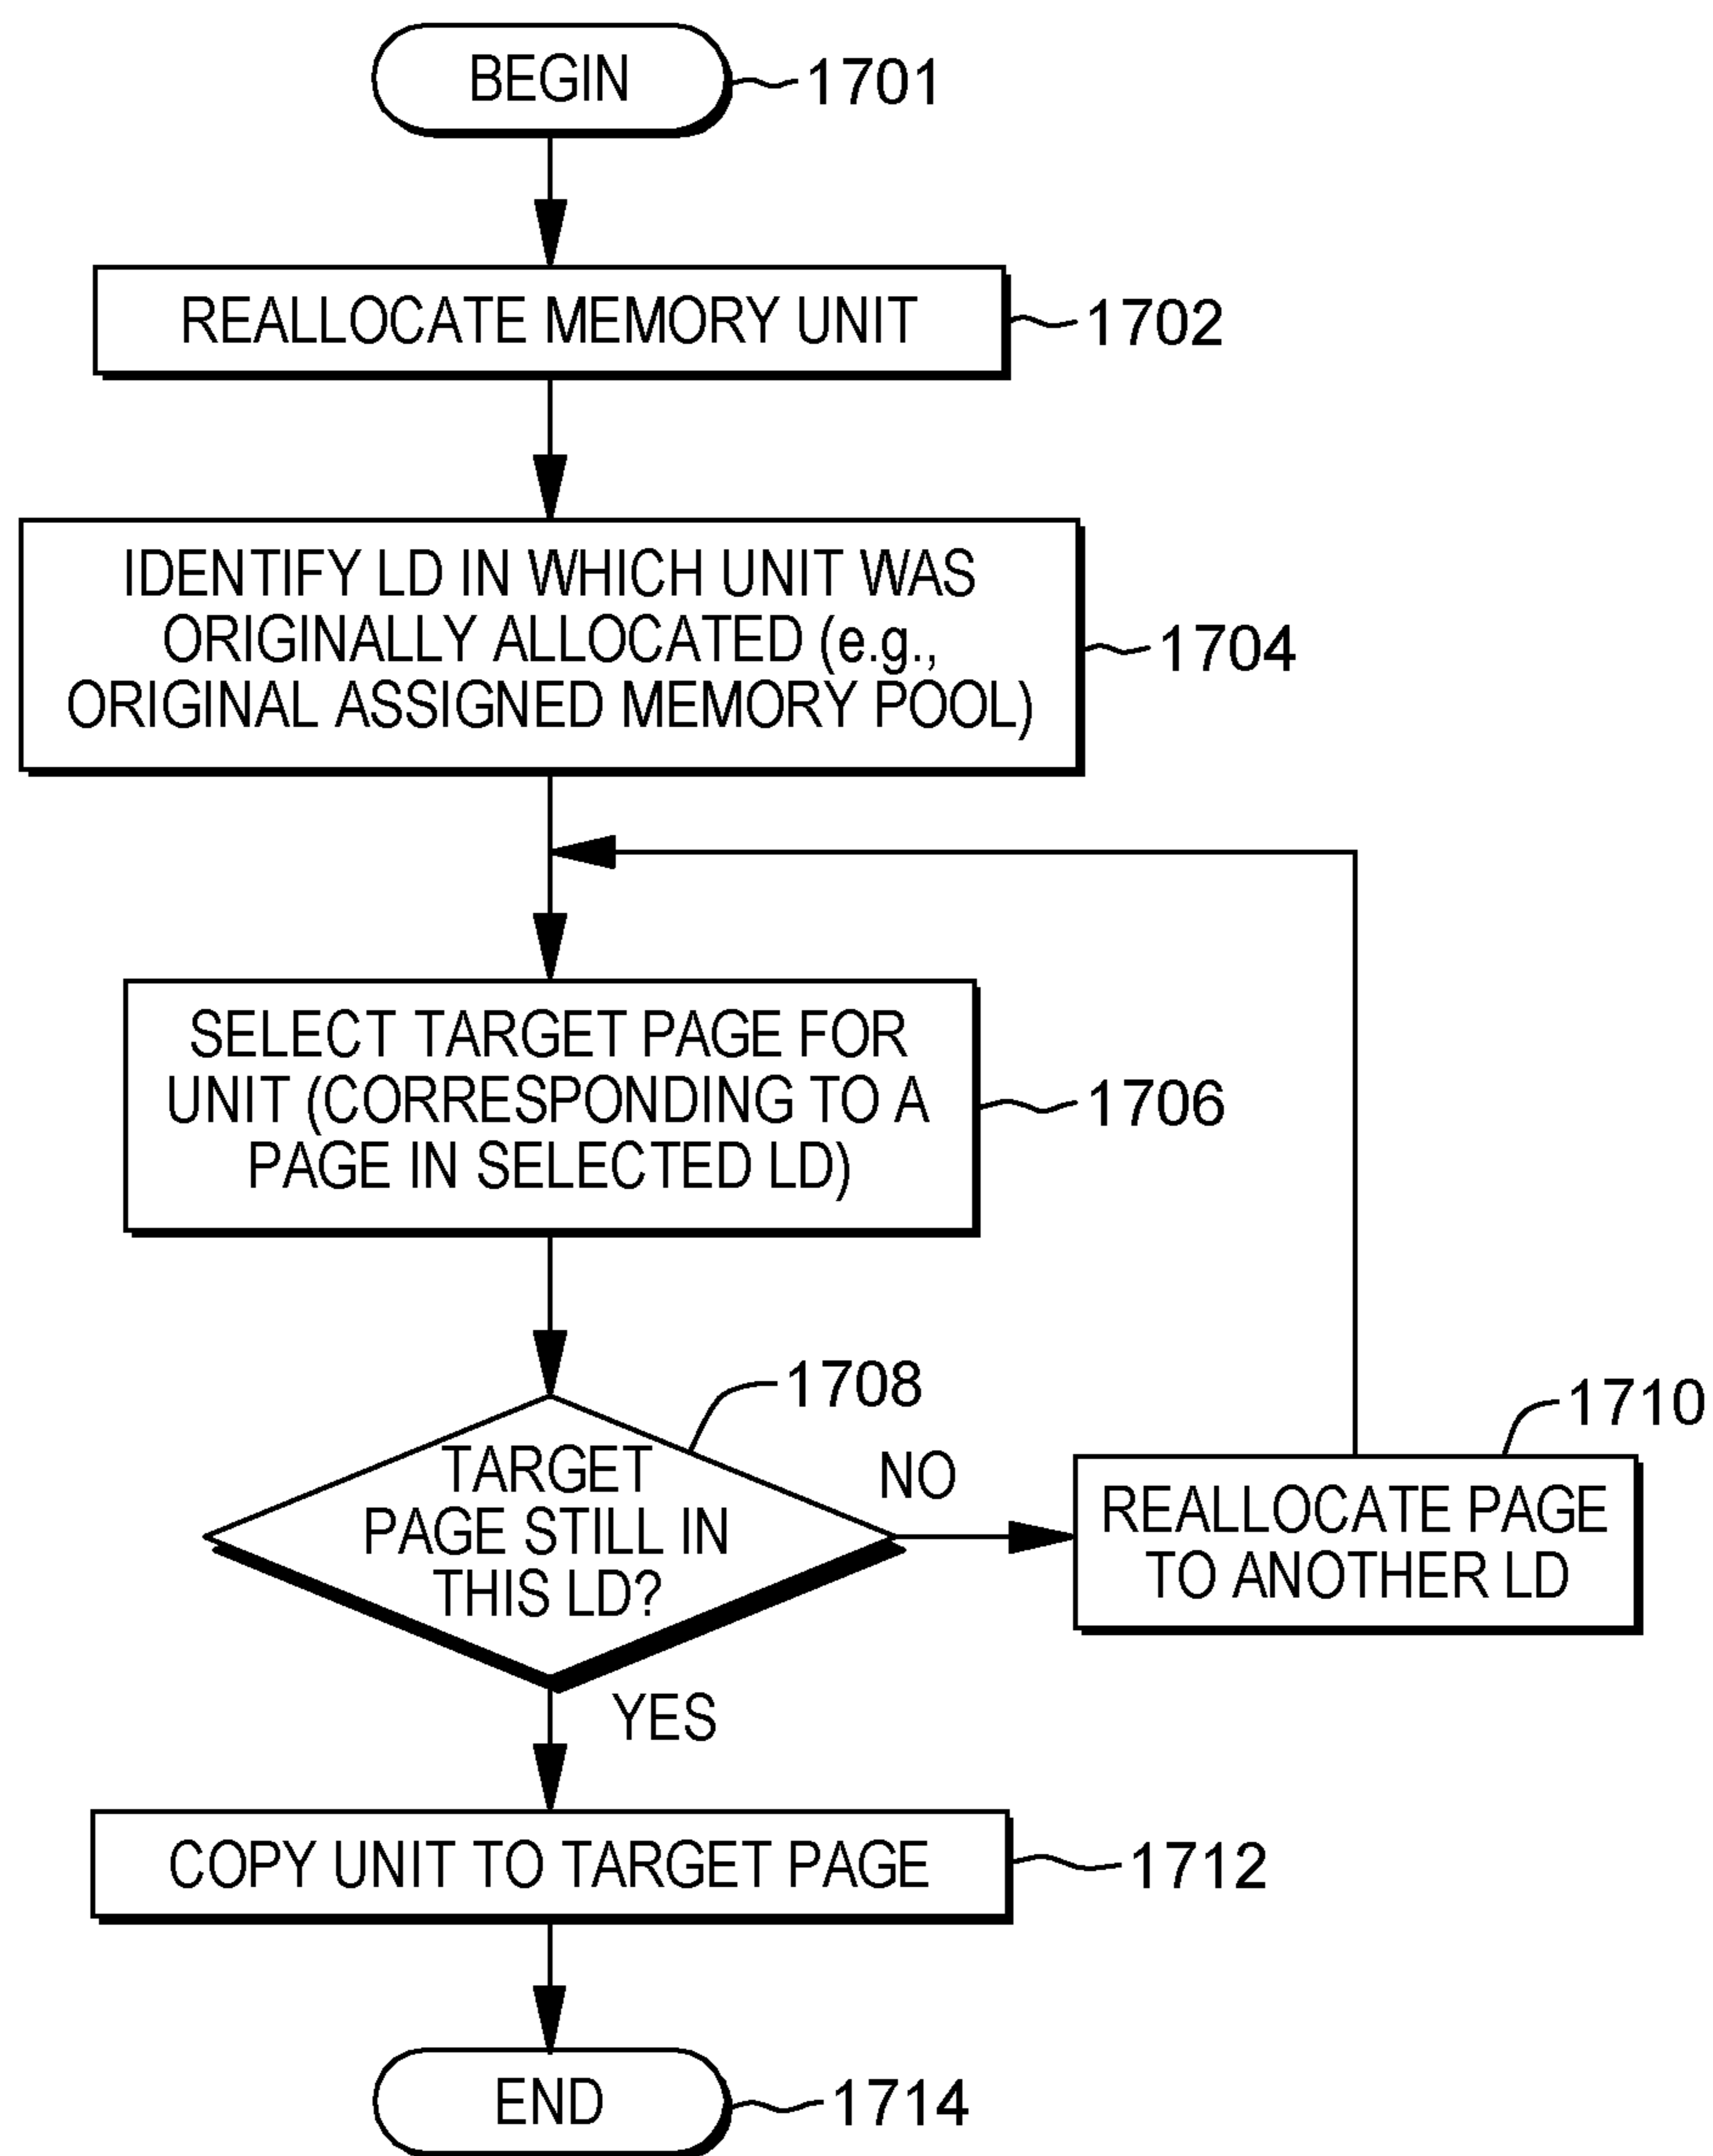 BEGIN
1701
REALLOCATE MEMORY UNIT
1702
IDENTIFY LD IN WHICH UNIT WAS
ORIGINALLY ALLOCATED (e.g.,
ORIGINAL ASSIGNED MEMORY POOL)
1704
SELECT TARGET PAGE FOR
UNIT (CORRESPONDING TO A
PAGE IN SELECTED LD)
1706
TARGET
PAGE STILL IN
THIS LD?
1708
NO
REALLOCATE PAGE
TO ANOTHER LD
1710
YES
COPY UNIT TO TARGET PAGE
1712
END
1714